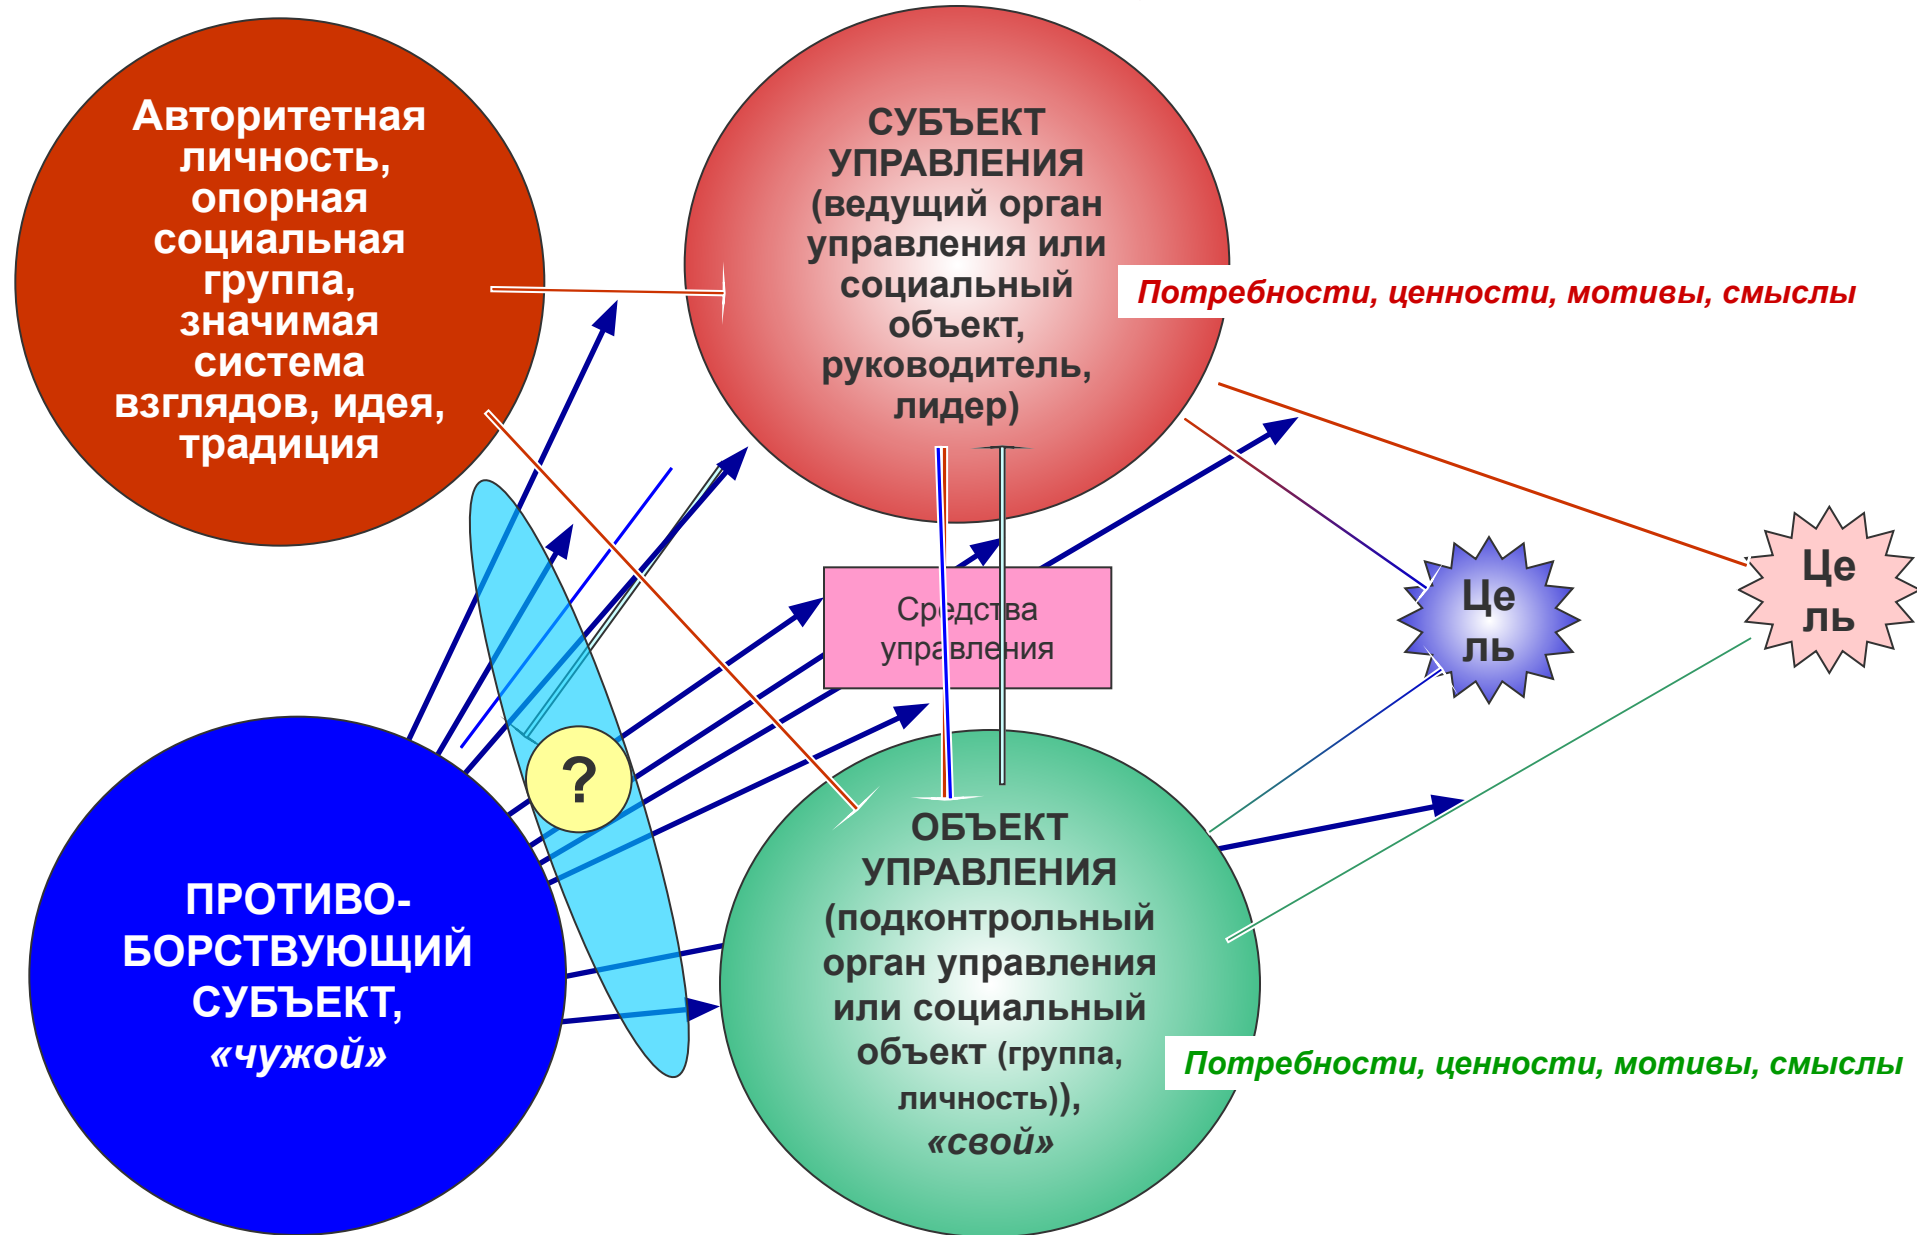 Авторитетная
личность,
опорная
социальная
группа,
значимая
система
взглядов, идея,
традиция
СУБЪЕКТ
УПРАВЛЕНИЯ
(ведущий орган
управления или
социальный
объект,
руководитель,
лидер)
Потребности, ценности, мотивы, смыслы
Це
ль
Це
ль
Средства
управления
?
ПРОТИВО-
БОРСТВУЮЩИЙ
СУБЪЕКТ,
«чужой»
ОБЪЕКТ
УПРАВЛЕНИЯ
(подконтрольный
орган управления
или социальный
объект (группа,
личность)),
«свой»
Потребности, ценности, мотивы, смыслы